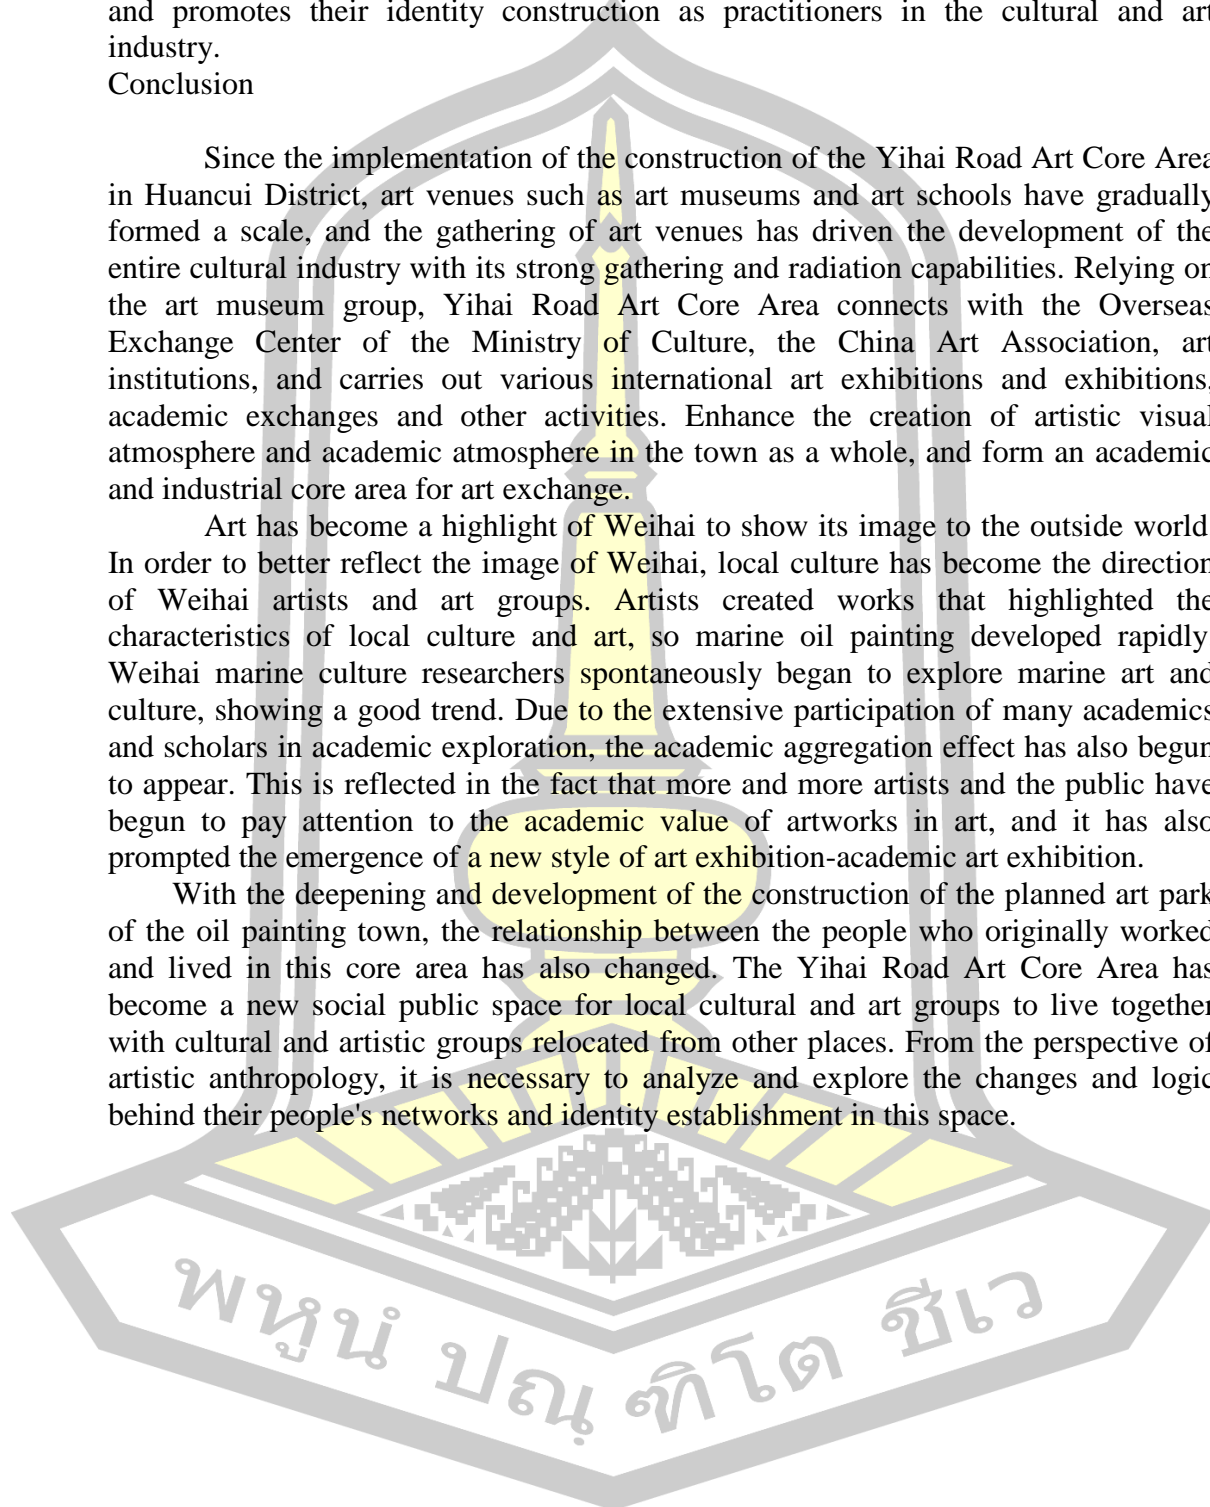 and promotes their identity construction as practitioners in the cultural and art
industry.
Conclusion
Since the implementation of the construction of the Yihai Road Art Core Area
in Huancui District, art venues such as art museums and art schools have gradually
formed a scale, and the gathering of art venues has driven the development of the
entire cultural industry with its strong gathering and radiation capabilities. Relying on
the art museum group, Yihai Road Art Core Area connects with the Overseas
Exchange Center of the Ministry of Culture, the China Art Association, art
institutions, and carries out various international art exhibitions and exhibitions,
academic exchanges and other activities. Enhance the creation of artistic visual
atmosphere and academic atmosphere in the town as a whole, and form an academic
and industrial core area for art exchange.
Art has become a highlight of Weihai to show its image to the outside world
In order to better reflect the image of Weihai, local culture has become the direction
of Weihai artists and art groups. Artists created works that highlighted the
characteristics of local culture and art, so marine oil painting developed rapidly
Weihai marine culture researchers spontaneously began to explore marine art and
culture, showing a good trend. Due to the extensive participation of many academics
and scholars in academic exploration, the academic aggregation effect has also begun
to appear. This is reflected in the fact that more and more artists and the public have
begun to pay attention to the academic value of artworks in art, and it has also
prompted the emergence of a new style of art exhibition-academic art exhibition.
With the deepening and development of the construction of the planned art park
of the oil painting town, the relationship between the people who originally worked
and lived in this core area has also changed. The Yihai Road Art Core Area has
become a new social public space for local cultural and art groups to live together
with cultural and artistic groups relocated from other places. From the perspective of
artistic anthropology, it is necessary to analyze and explore the changes and logic
behind their people's networks and identity establishment in this space.
พหูนํ ปณฺฑิโต ชีเว